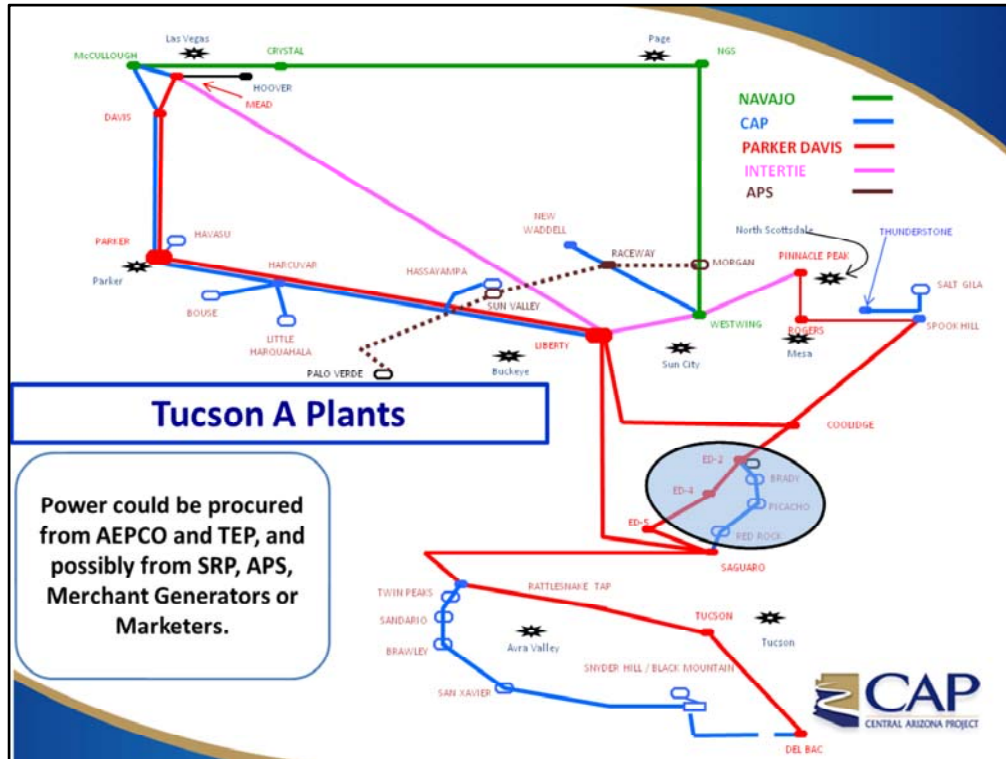 Las Vegas
Page
McCULLOUGH
CRYSTAL
NGS
HOOVER
MEAD
DAVIS
NAVAJO
CAP
PARKER DAVIS
INTERTIE
APS
NEW
WADDELL
North Scottsdale
THUNDERSTONE
PARKER
HAVASU
RACEWAY
MORGAN
PINNACLE PEAK
Parker
HARCUVAR
HASSAYAMPA
SUN VALLEY
SALT GILA
BOUSE
LITTLE
HARQUAHALA
LIBERTY
WESTWING
ROGERS
SPOOK HILL
PALO VERDE
Buckeye
Sun City
Mesa
Tucson A Plants
COOLIDGE
ED-2
BRADY
ED-4
PICACHO
ED-5
RED ROCK
SAGUARO
Power could be procured
from AEPCO and TEP, and
possibly from SRP, APS,
Merchant Generators or
Marketers.
TWIN PEAKS
RATTLESNAKE TAP
SANDARIO
TUCSON
BRAWLEY
Avra Valley
Tucson
SNYDER HILL / BLACK MOUNTAIN
SAN XAVIER
DEL BAC
CAP
CENTRAL ARIZONA PROJECT